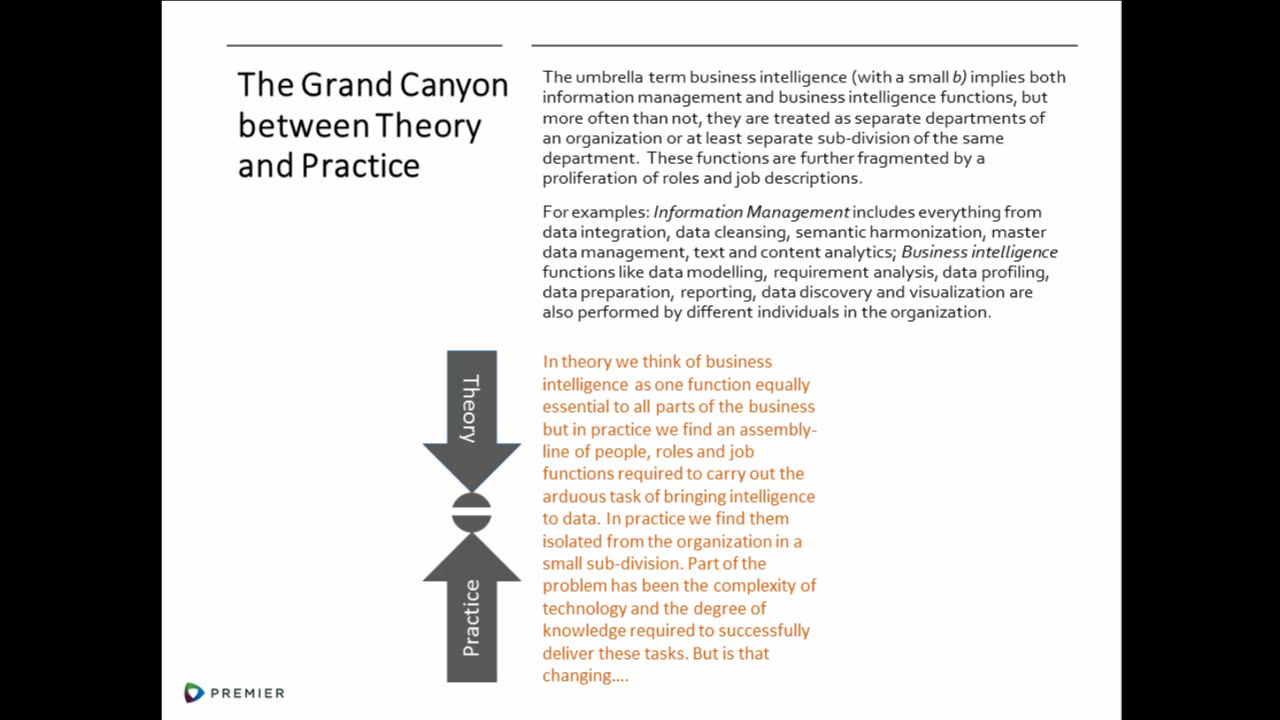 The Grand Canyon
between Theory
and Practice
The umbrella term business intelligence (with a small b) implies both
information management and business intelligence functions, but
more often than not, they are treated as separate departments of
an organization or at least separate sub-division of the same
department. These functions are further fragmented by a
proliferation of roles and job descriptions.
For examples: Information Management includes everything from
data integration, data cleansing, semantic harmonization, master
data management, text and content analytics; Business intelligence
functions like data modelling, requirement analysis, data profiling,
data preparation, reporting, data discovery and visualization are
also performed by different individuals in the organization.
Theory
Practice
In theory we think of business
intelligence as one function equally
essential to all parts of the business
but in practice we find an assembly-
line of people, roles and job
functions required to carry out the
arduous task of bringing intelligence
to data. In practice we find them
isolated from the organization in a
small sub-division. Part of the
problem has been the complexity of
technology and the degree of
knowledge required to successfully
deliver these tasks. But is that
changing....
PREMIER